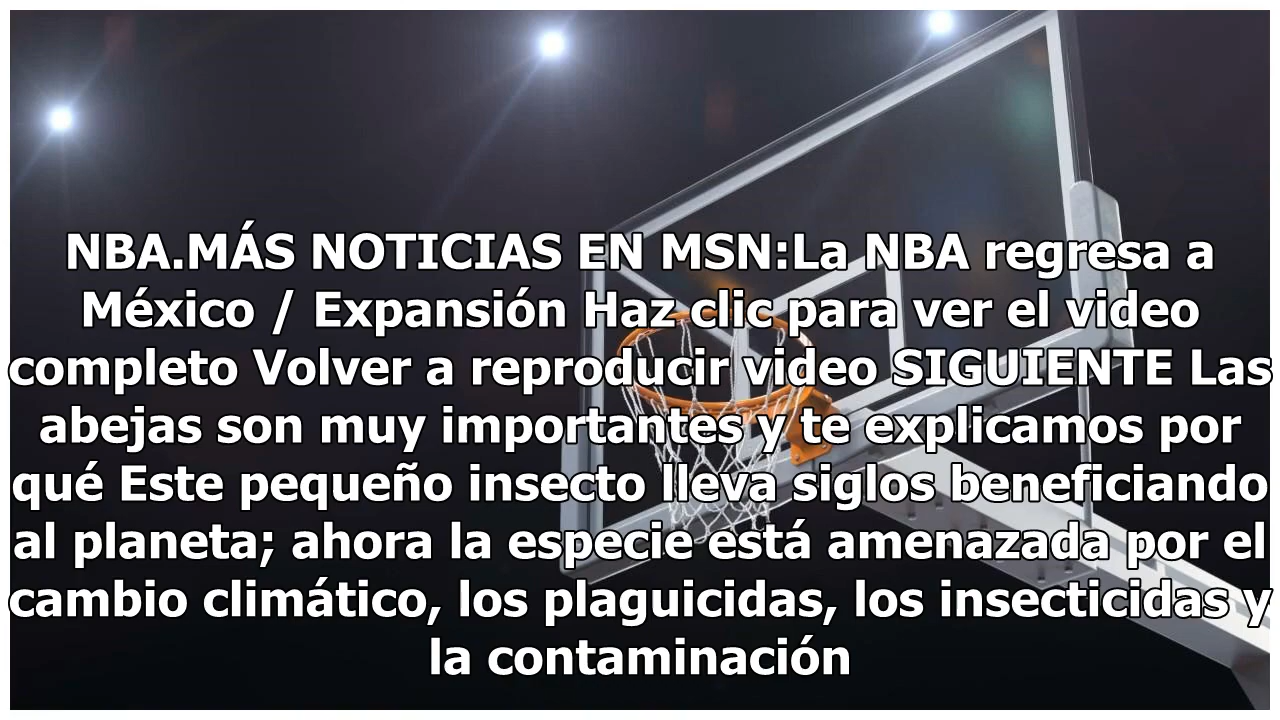 NBA.MÁS NOTICIAS EN MSN:La NBA regresa a
México / Expansión Haz clic para ver el video
completo Volver a reproducir video SIGUIENTE Las
abejas son muy importantes y te explicamos por
qué Este pequeño insecto lleva siglos beneficiando
al planeta; ahora la especie está amenazada por el
cambio climático, los plaguicidas, los insecticidas y
la contaminación